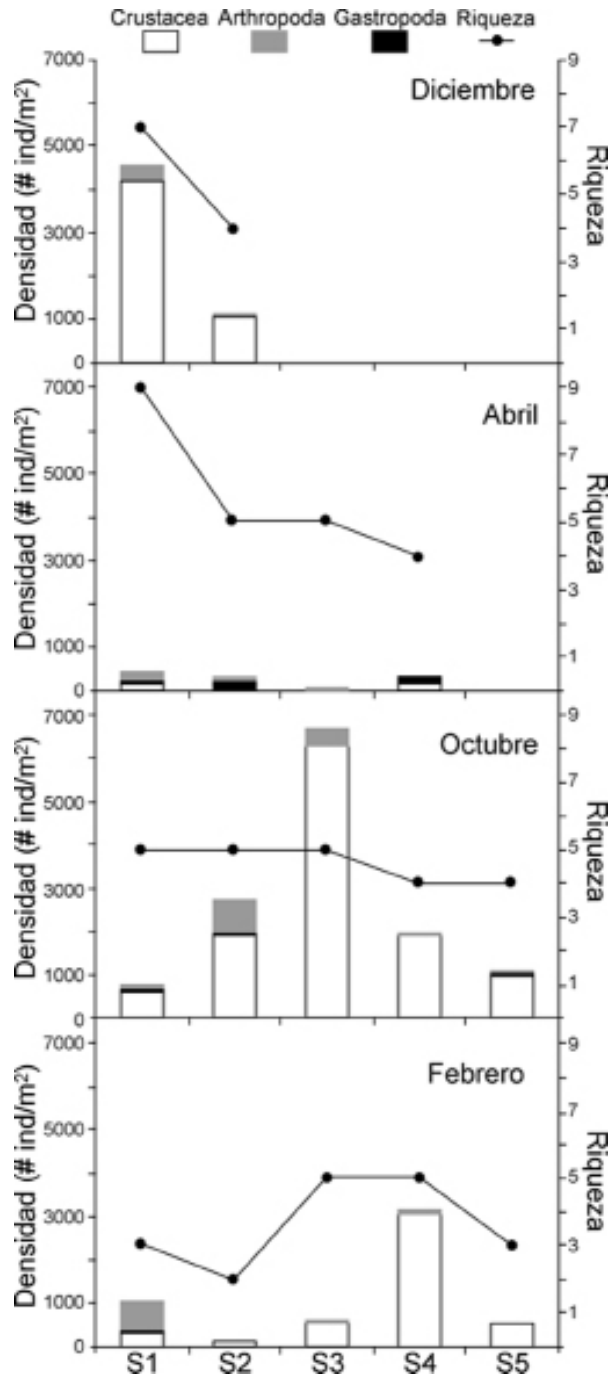 Crustacea Arthropoda Gastropoda Riqueza
7000
5000
3000
1000
0
Densidad (# ind/m²)
Diciembre
9
7
5
3
1
Riqueza
7000
5000
3000
1000
0
Densidad (# ind/m²)
Abril
9
7
5
3
1
Riqueza
7000
5000
3000
1000
0
Densidad (# ind/m²)
Octubre
9
7
5
3
1
Riqueza
7000
5000
3000
1000
0
Densidad (# ind/m²)
Febrero
9
7
5
3
1
Riqueza
S1 S2 S3 S4 S5